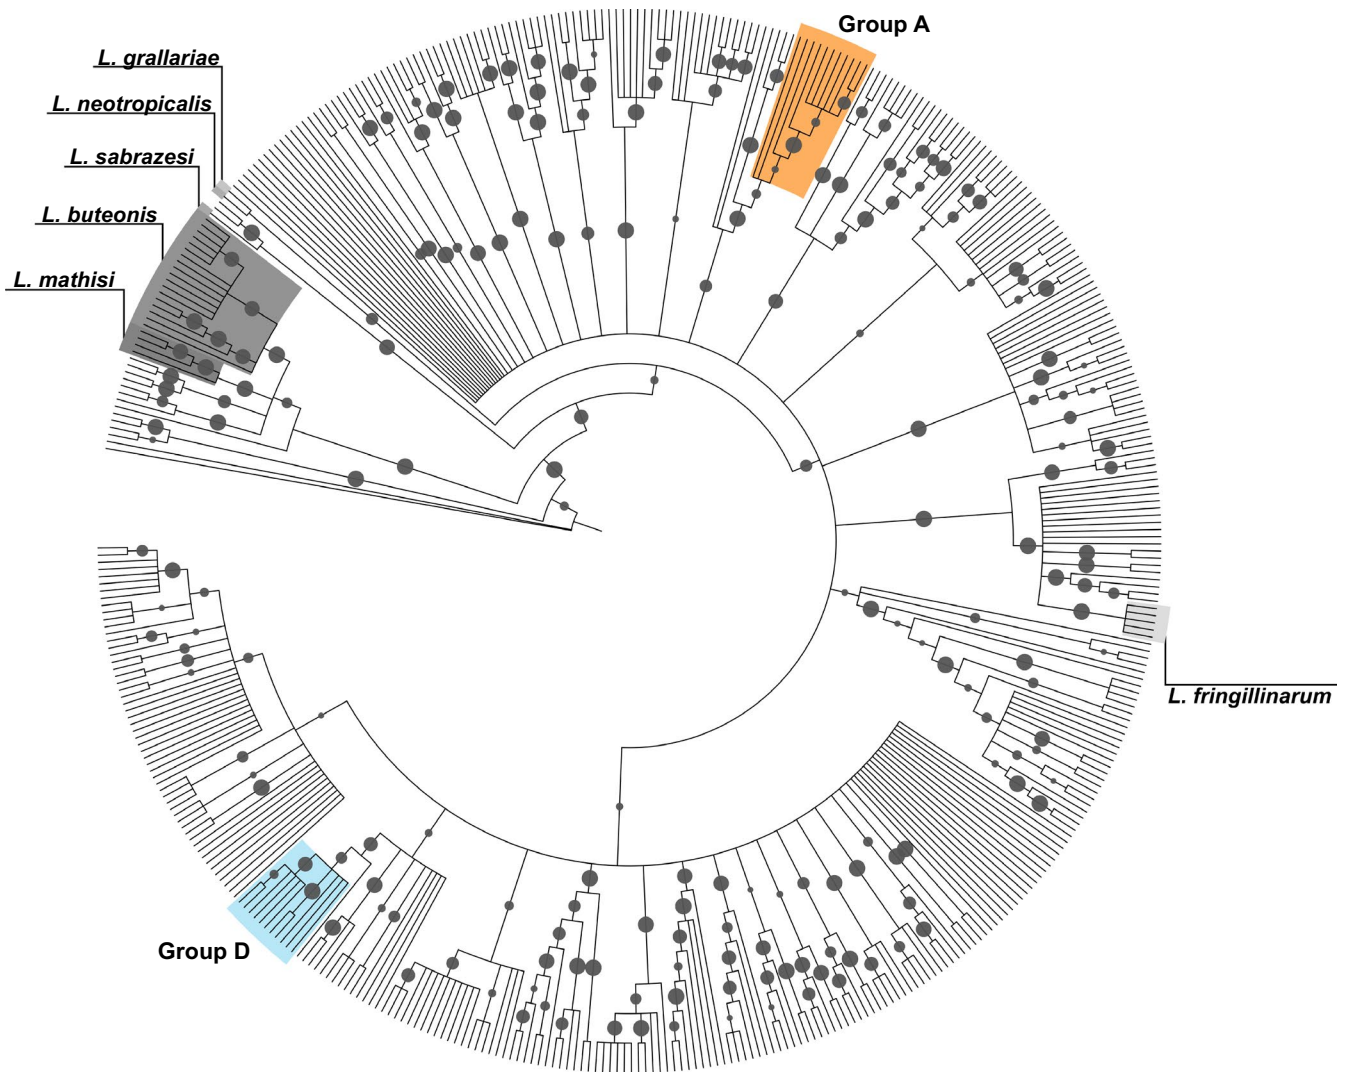 Group A
L. grallariae
L. neotropicalis
L. sabrazesi
L. buteonis
L. mathisi
L. fringillinarum
Group D